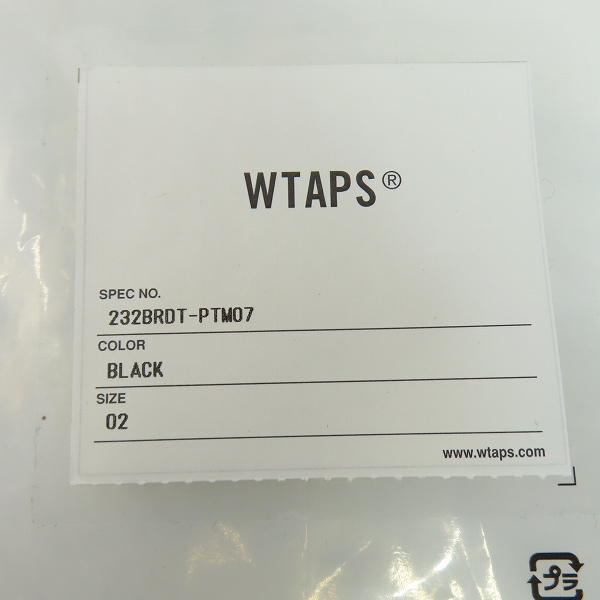 WTAPS®
SPEC NO.
232BRDT-PTM07
COLOR
BLACK
SIZE
02
www.wtaps.com
プラ